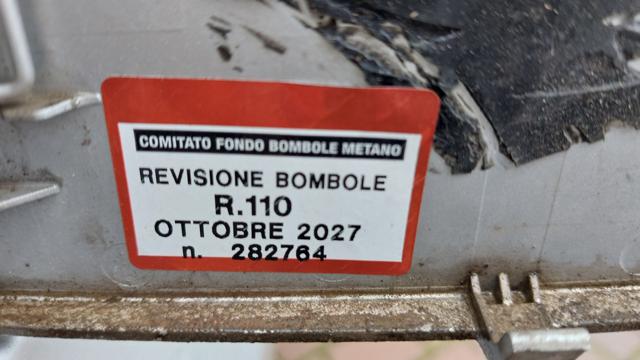 COMITATO FONDO BOMBOLE METANO
REVISIONE BOMBOLE
R.110
OTTOBRE 2027
n. 282764